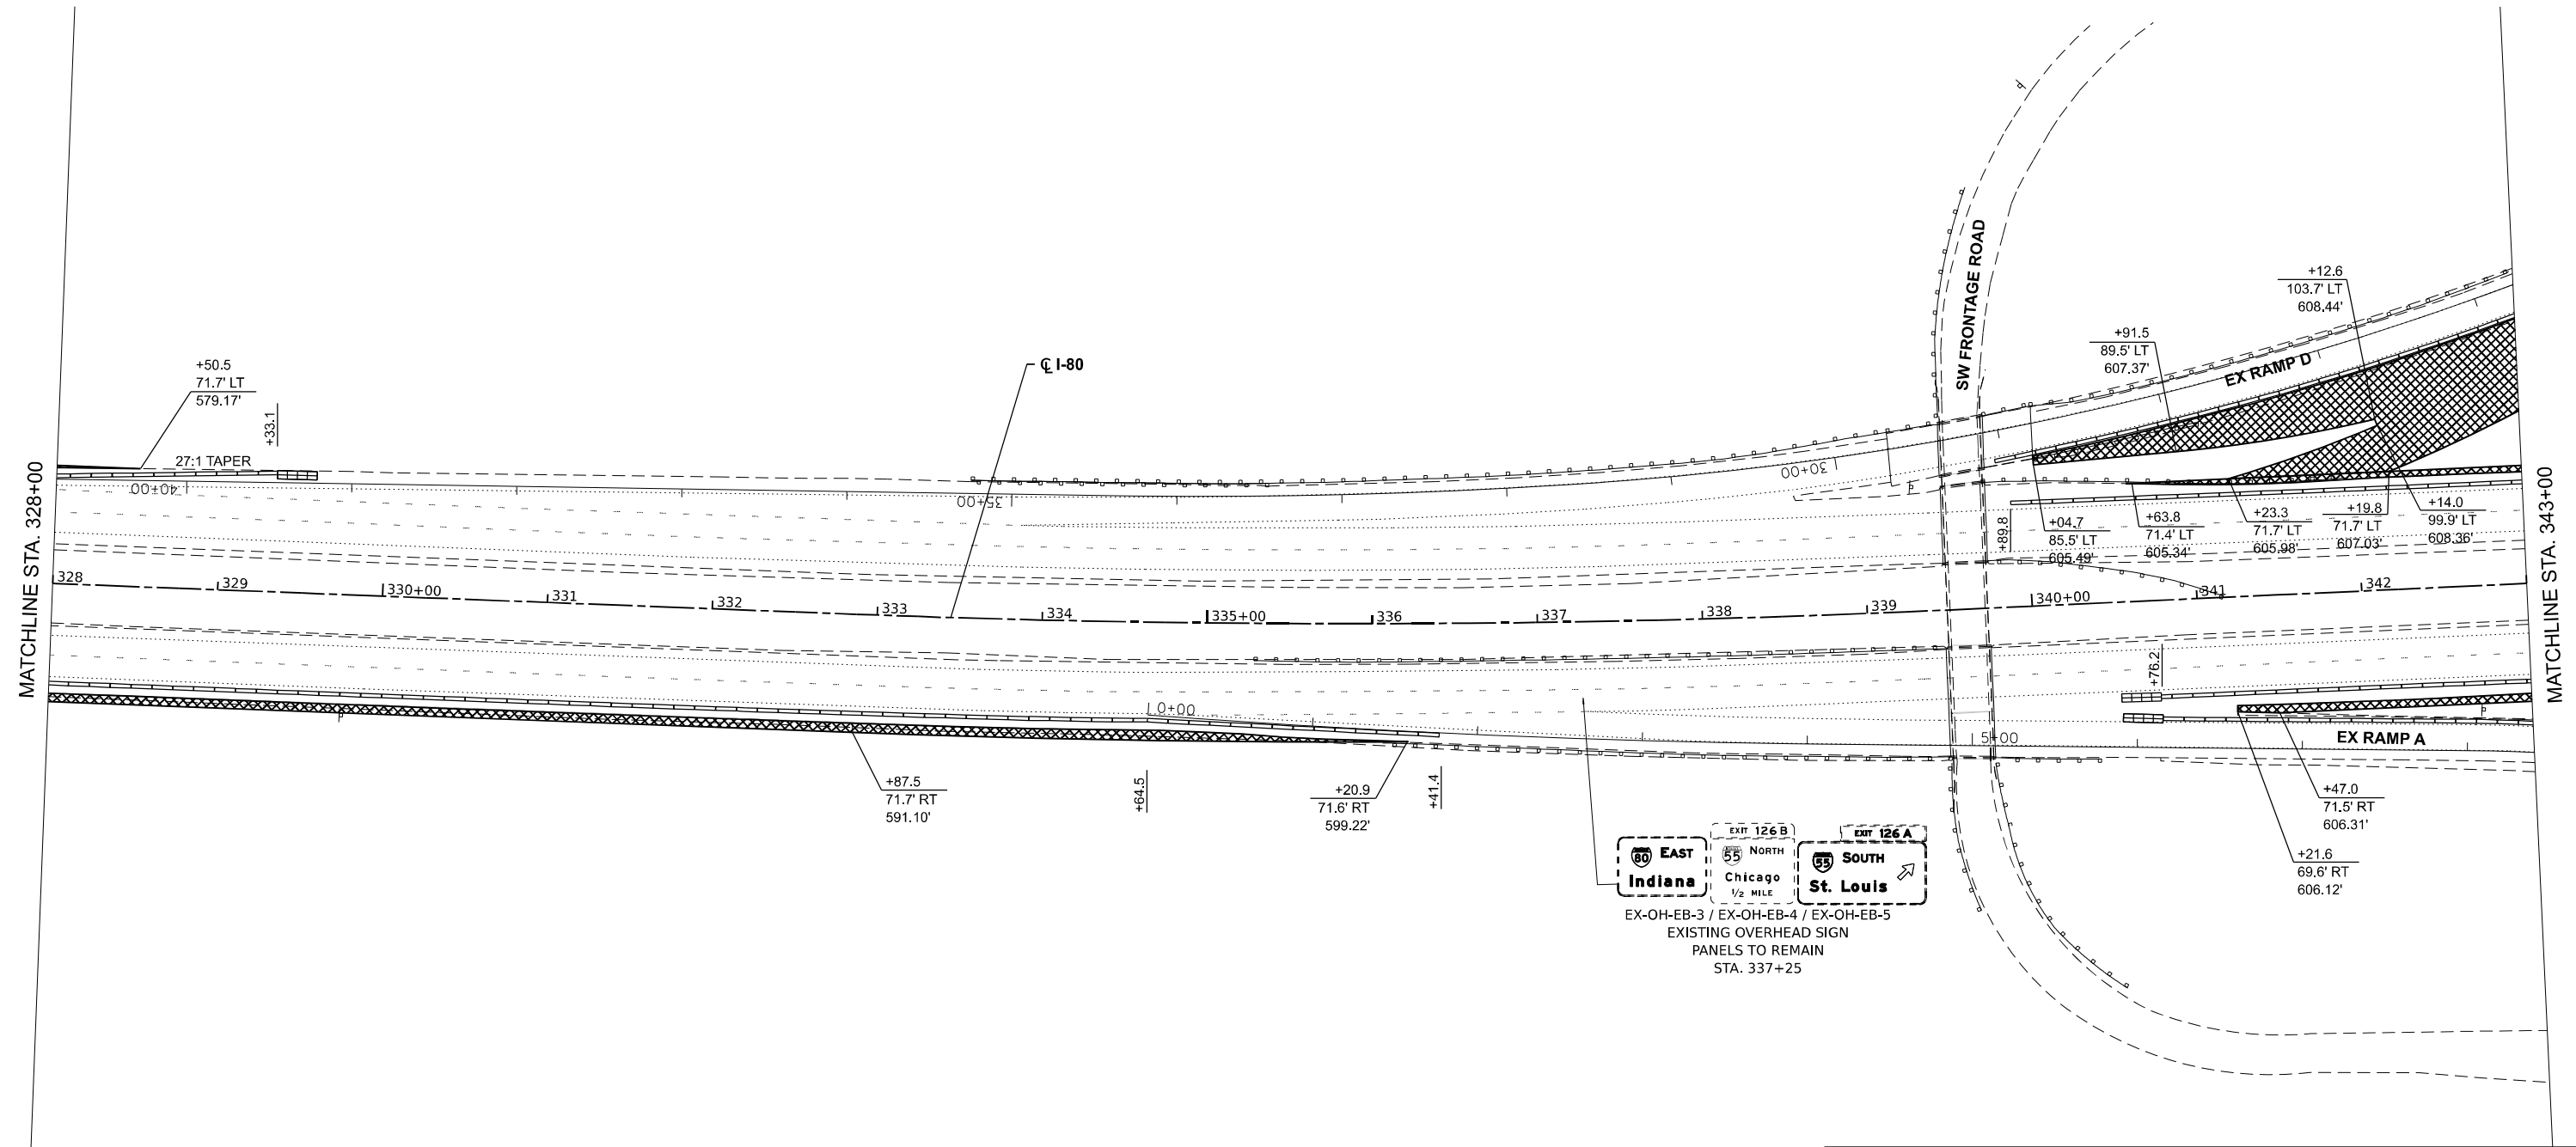 MATCHLINE STA. 328+00
+50.5
71.7' LT
579.17'
+33.1
27:1 TAPER
40+00
℄ I-80
35+00
30+00
SW FRONTAGE ROAD
+12.6
103.7' LT
608.44'
+91.5
89.5' LT
607.37'
EX RAMP D
+89.8
+04.7
85.5' LT
605.49'
+63.8
71.4' LT
605.34'
+23.3
71.7' LT
605.98'
+19.8
71.7' LT
607.03'
+14.0
99.9' LT
608.36'
MATCHLINE STA. 343+00
328
329
330+00
331
332
333
334
335+00
336
337
338
339
340+00
341
342
+76.2
0+00
5+00
EX RAMP A
+87.5
71.7' RT
591.10'
+64.5
+20.9
71.6' RT
599.22'
+41.4
+47.0
71.5' RT
606.31'
+21.6
69.6' RT
606.12'
80 EAST
Indiana
EXIT 126 B
55 NORTH
Chicago
1/2 MILE
EXIT 126 A
55 SOUTH
St. Louis
EX-OH-EB-3 / EX-OH-EB-4 / EX-OH-EB-5
EXISTING OVERHEAD SIGN
PANELS TO REMAIN
STA. 337+25